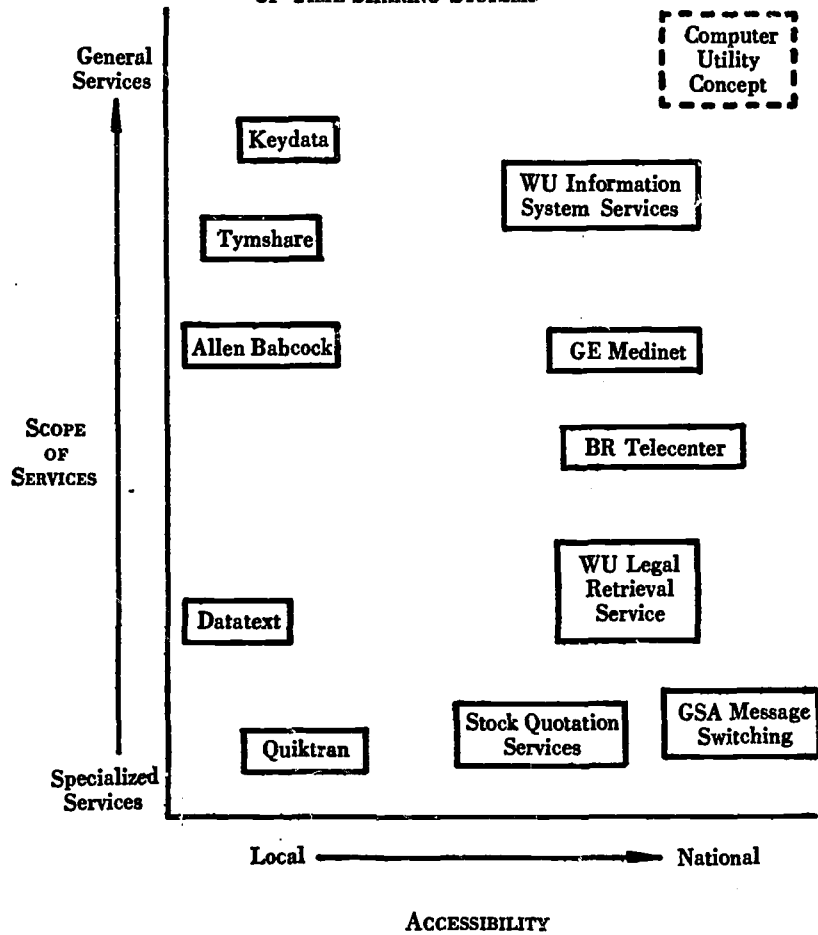 General
Services
Computer
Utility
Concept
Keydata
WU Information
System Services
Tymshare
Allen Babcock
GE Medinet
SCOPE
OF
SERVICES
BR Telecenter
WU Legal
Retrieval
Service
Datatext
Stock Quotation
Services
GSA Message
Switching
Quiktran
Specialized
Services
Local
National
ACCESSIBILITY